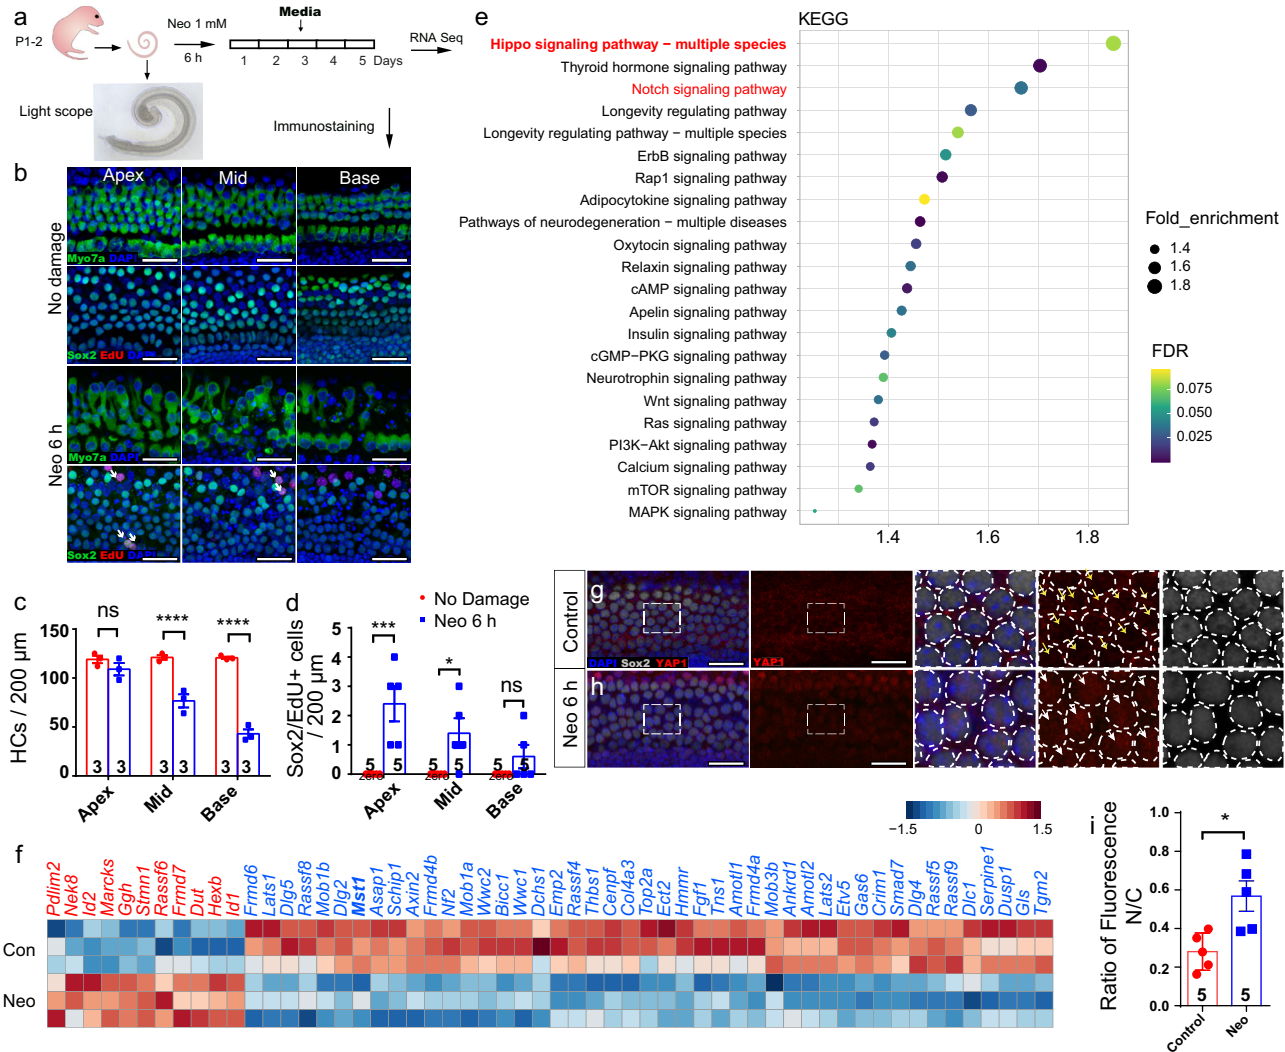 a
P1-2
Neo 1 mM
6 h
Media
1 2 3 4 5 Days
RNA Seq
Light scope
Immunostaining
b
Apex Mid Base
No damage
Myo7a DAPI
Sox2 EdU DAPI
Neo 6 h
Myo7a DAPI
Sox2 EdU DAPI
c
HCs / 200 µm
150
100
50
0
ns **** ****
3 3 3 3 3 3
Apex Mid Base
d
No Damage
Neo 6 h
Sox2/EdU+ cells
/ 200 µm
5
4
3
2
1
0
*** * ns
5 5 5 5 5 5
zero zero zero
Apex Mid Base
e
KEGG
Hippo signaling pathway − multiple species
Thyroid hormone signaling pathway
Notch signaling pathway
Longevity regulating pathway
Longevity regulating pathway − multiple species
ErbB signaling pathway
Rap1 signaling pathway
Adipocytokine signaling pathway
Pathways of neurodegeneration − multiple diseases
Oxytocin signaling pathway
Relaxin signaling pathway
cAMP signaling pathway
Apelin signaling pathway
Insulin signaling pathway
cGMP−PKG signaling pathway
Neurotrophin signaling pathway
Wnt signaling pathway
Ras signaling pathway
PI3K−Akt signaling pathway
Calcium signaling pathway
mTOR signaling pathway
MAPK signaling pathway
1.4 1.6 1.8
Fold_enrichment
1.4
1.6
1.8
FDR
0.075
0.050
0.025
g
Control
DAPI Sox2 YAP1
YAP1
h
Neo 6 h
f
−1.5 0 1.5
Pdlim2 Nek8 Id2 Marcks Ggh Stmn1 Rassf6 Frmd7 Dut Hexb Id1 Frmd6 Lats1 Dlg5 Rassf8 Mob1b Dlg2 Mst1 Asap1 Schip1 Axin2 Frmd4b Nf2 Mob1a Wwc2 Bicc1 Wwc1 Dchs1 Emp2 Rassf4 Thbs1 Cenpf Col4a3 Top2a Ect2 Hmmr Fgf1 Tns1 Amotl1 Frmd4a Mob3b Ankrd1 Amotl2 Lats2 Etv5 Gas6 Crim1 Smad7 Dlg4 Rassf5 Rassf9 Dlc1 Serpine1 Dusp1 Gls Tgm2
Con
Neo
i
Ratio of Fluorescence
N/C
1.0
0.8
0.6
0.4
0.2
0.0
*
5 5
Control Neo